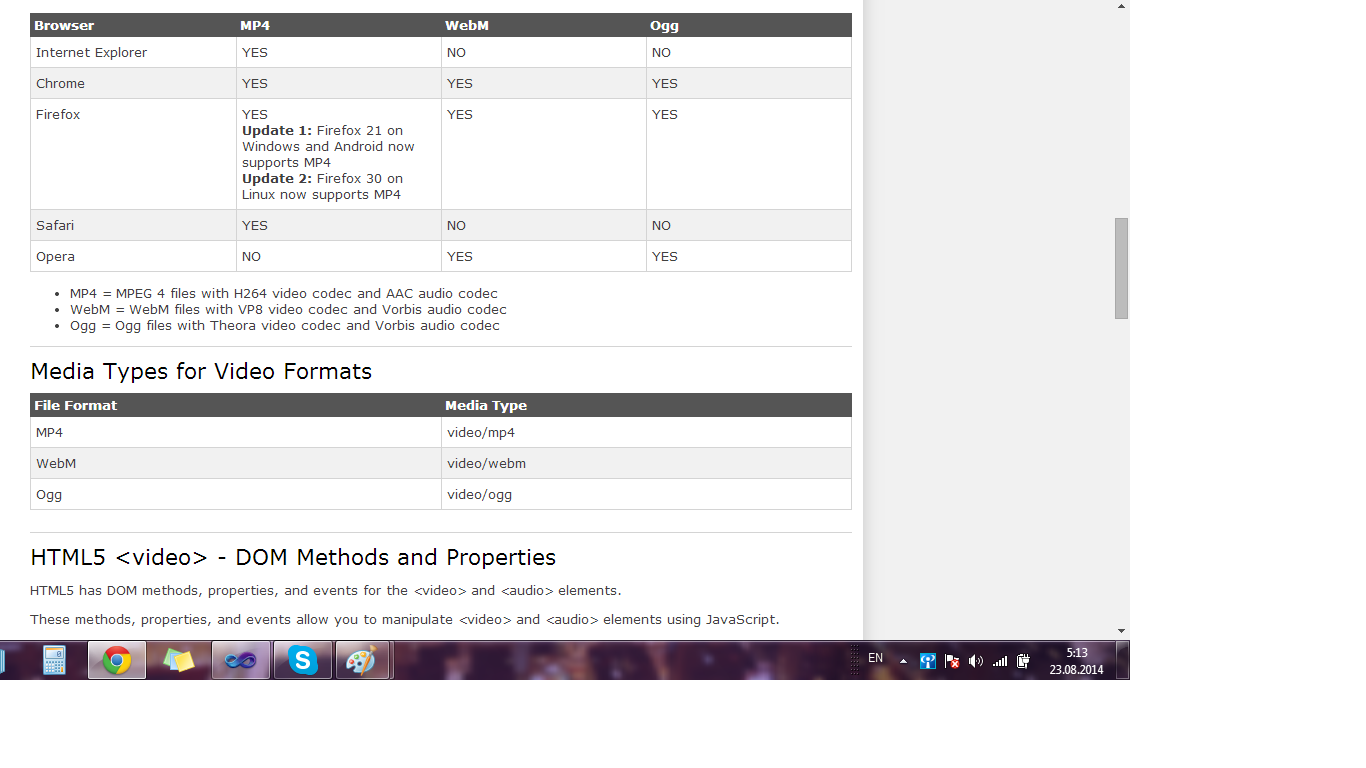 Browser MP4 WebM Ogg
Internet Explorer YES NO NO
Chrome YES YES YES
Firefox YES YES YES
Update 1: Firefox 21 on
Windows and Android now
supports MP4
Update 2: Firefox 30 on
Linux now supports MP4
Safari YES NO NO
Opera NO YES YES
• MP4 = MPEG 4 files with H264 video codec and AAC audio codec
• WebM = WebM files with VP8 video codec and Vorbis audio codec
• Ogg = Ogg files with Theora video codec and Vorbis audio codec
Media Types for Video Formats
File Format Media Type
MP4 video/mp4
WebM video/webm
Ogg video/ogg
HTML5 <video> - DOM Methods and Properties
HTML5 has DOM methods, properties, and events for the <video> and <audio> elements.
These methods, properties, and events allow you to manipulate <video> and <audio> elements using JavaScript.
EN
5:13
23.08.2014